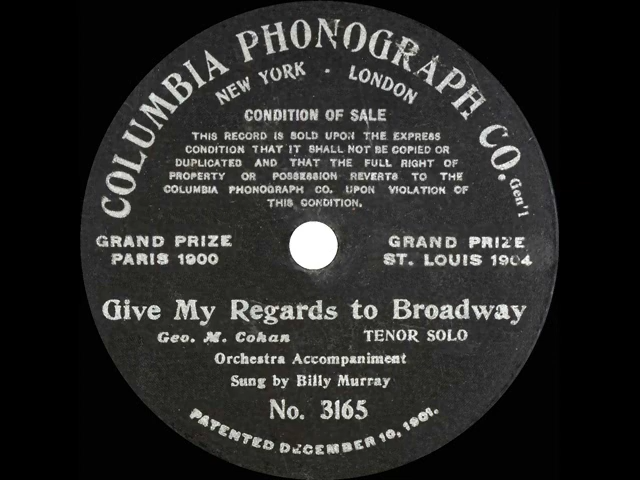 COLUMBIA PHONOGRAPH CO. Gen'l
NEW YORK · LONDON
CONDITION OF SALE
THIS RECORD IS SOLD UPON THE EXPRESS
CONDITION THAT IT SHALL NOT BE COPIED OR
DUPLICATED AND THAT THE FULL RIGHT OF
PROPERTY OR POSSESSION REVERTS TO THE
COLUMBIA PHONOGRAPH CO. UPON VIOLATION OF
THIS CONDITION.
GRAND PRIZE
PARIS 1900
GRAND PRIZE
ST. LOUIS 1904
Give My Regards to Broadway
Geo. M. Cohan TENOR SOLO
Orchestra Accompaniment
Sung by Billy Murray
No. 3165
PATENTED DECEMBER 10, 1901.